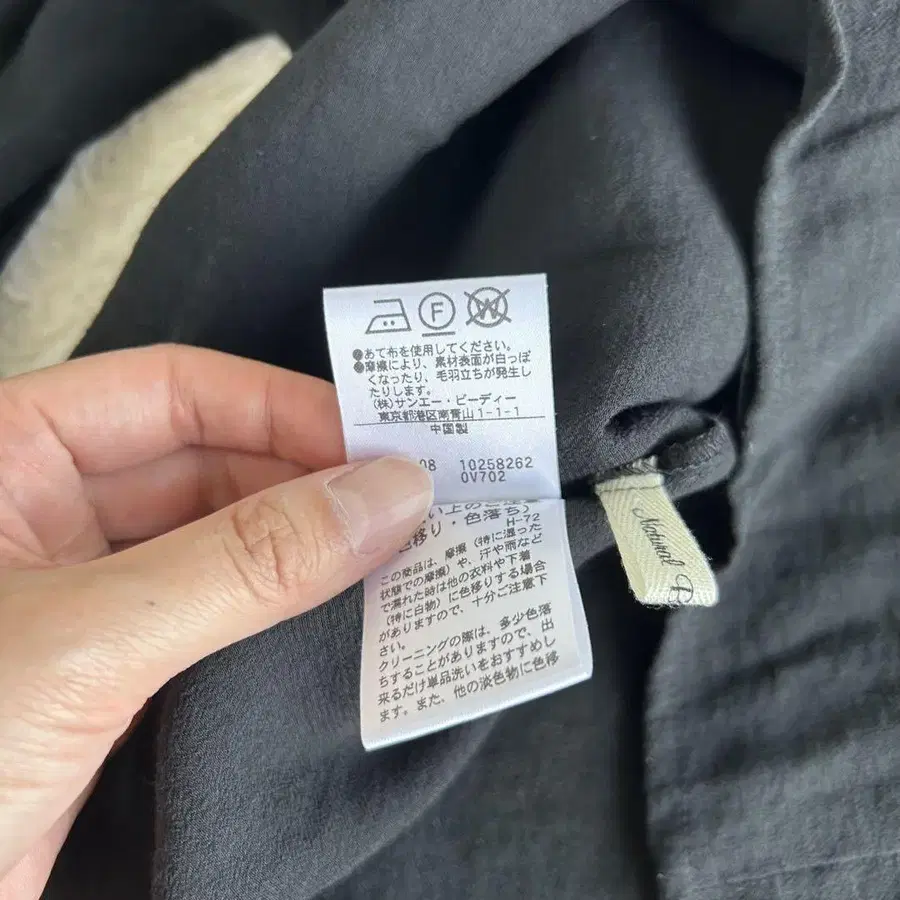 F
W
●あて布を使用してください。
●摩擦により、素材表面が白っぽ
くなったり、毛羽立ちが発生し
たりします。
(株)サンエー・ビーディー
東京都港区南青山1-1-1
中国製
08 10258262
0V702
い上のご注
色移り・色落ち)
H-72
この商品は、摩擦(特に湿った
状態での摩擦)や、汗や雨など
で濡れた時は他の衣料や下着
(特に白物)に色移りする場合
がありますので、十分ご注意下
さい。
クリーニングの際は、多少色落
ちすることがありますので、出
来るだけ単品洗いをおすすめし
ます。また、他の淡色物に色移
Natural